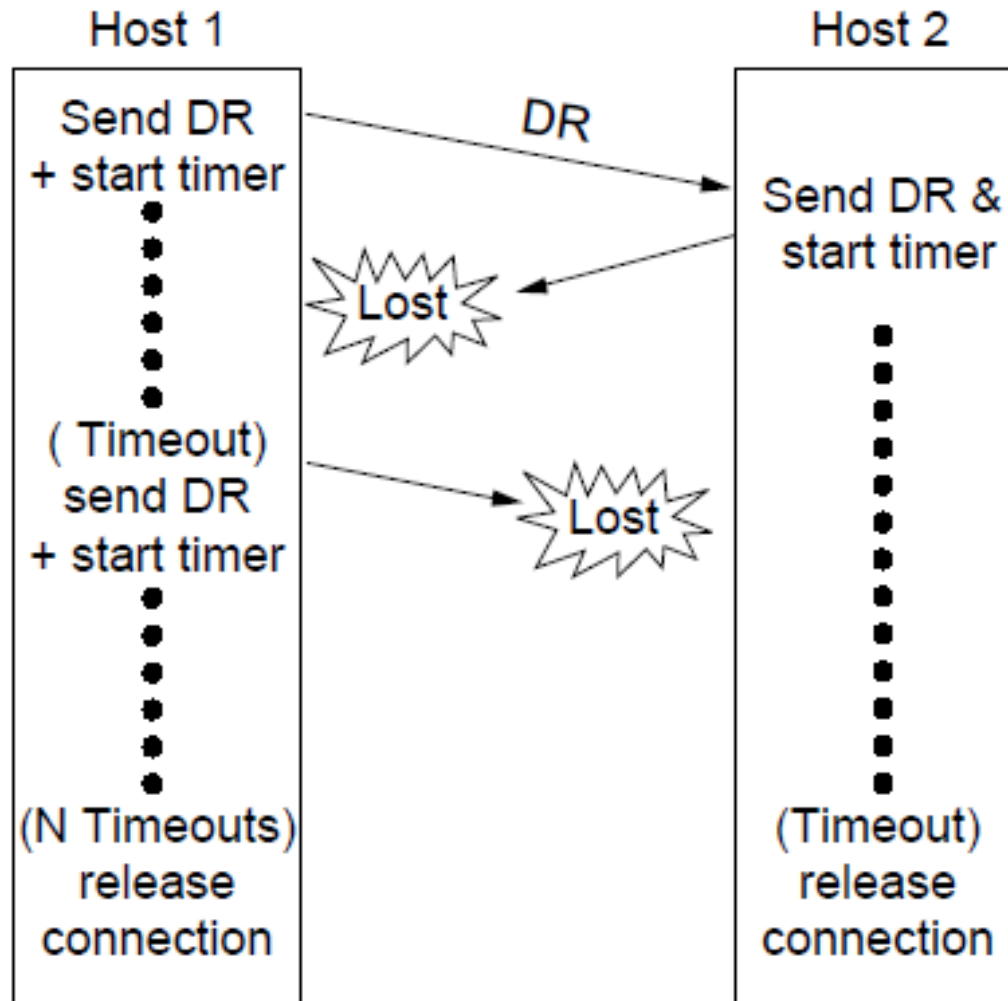 Host 1
Host 2
Send DR
+ start timer
DR
Send DR &
start timer
Lost
( Timeout)
send DR
+ start timer
Lost
(N Timeouts)
release
connection
(Timeout)
release
connection